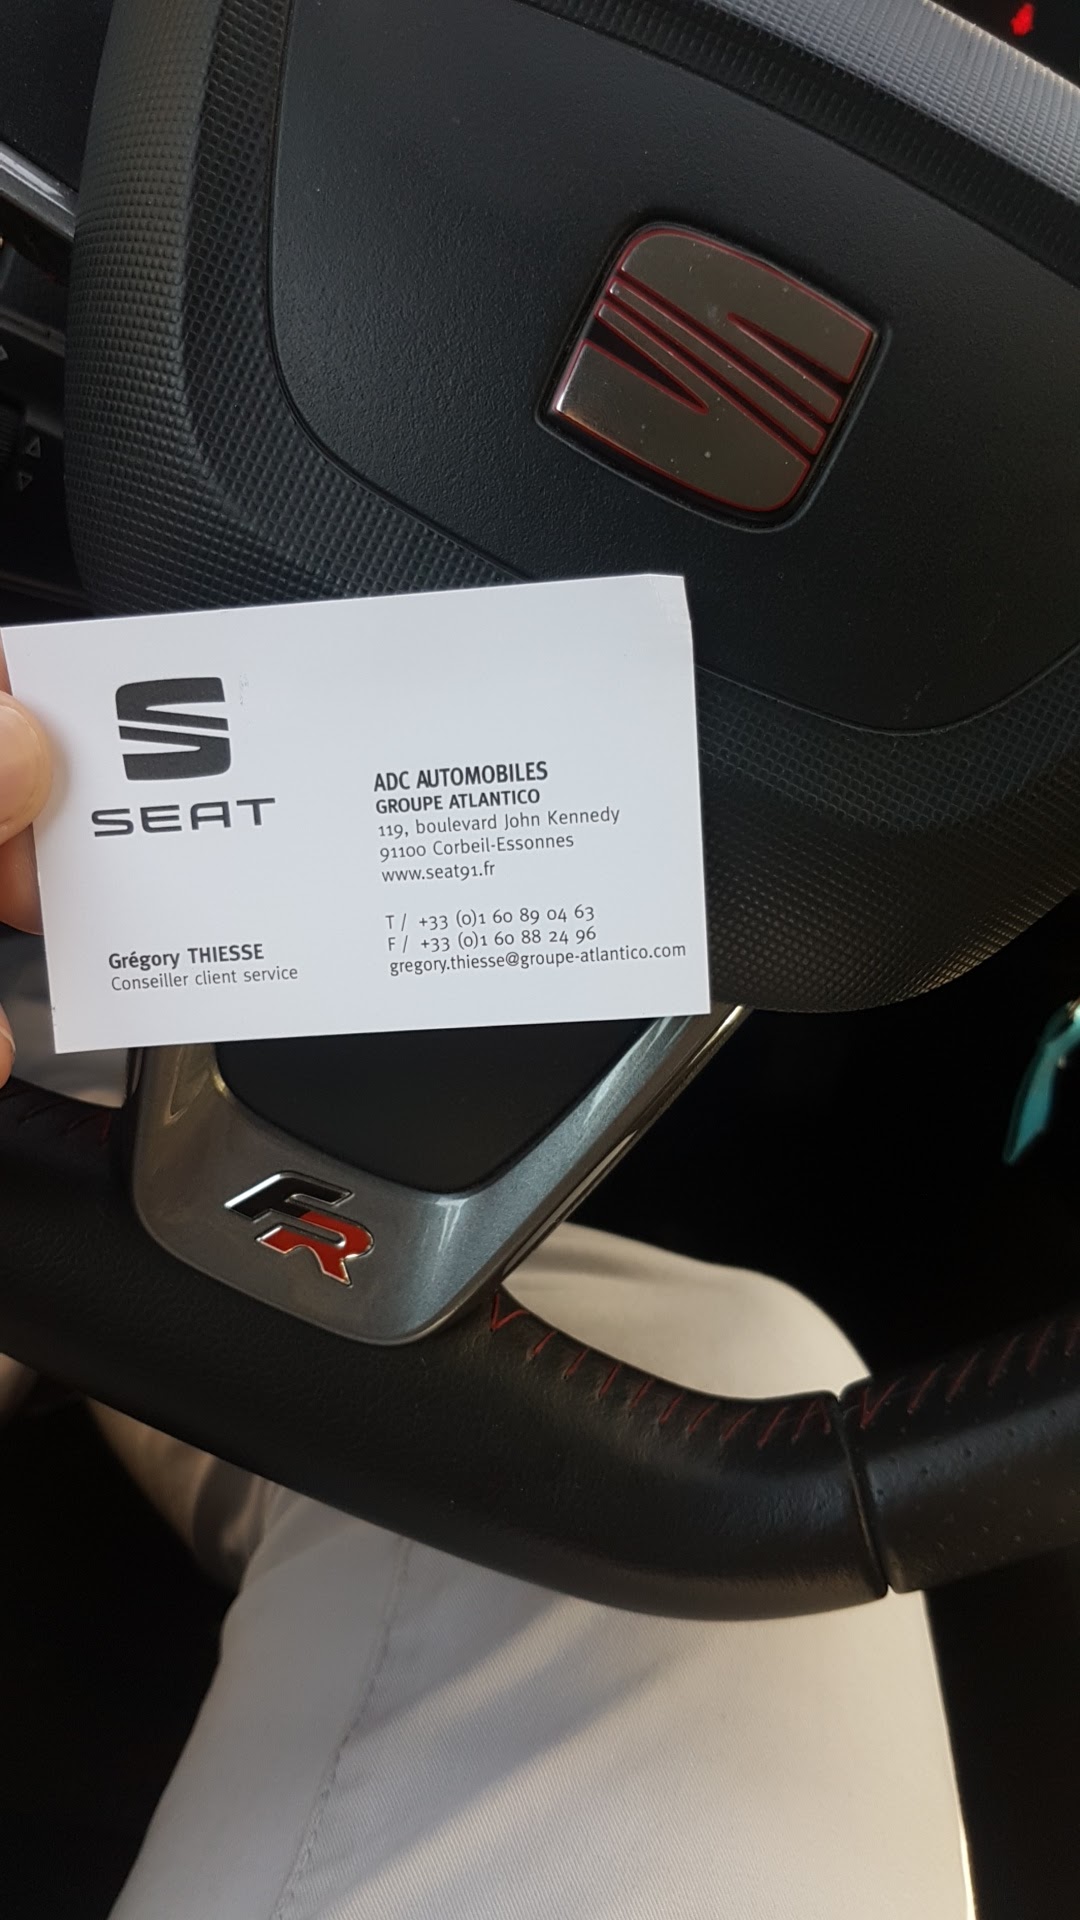 SEAT
ADC AUTOMOBILES
GROUPE ATLANTICO
119, boulevard John Kennedy
91100 Corbeil-Essonnes
www.seat91.fr
T / +33 (0)1 60 89 04 63
F / +33 (0)1 60 88 24 96
gregory.thiesse@groupe-atlantico.com
Grégory THIESSE
Conseiller client service
FR